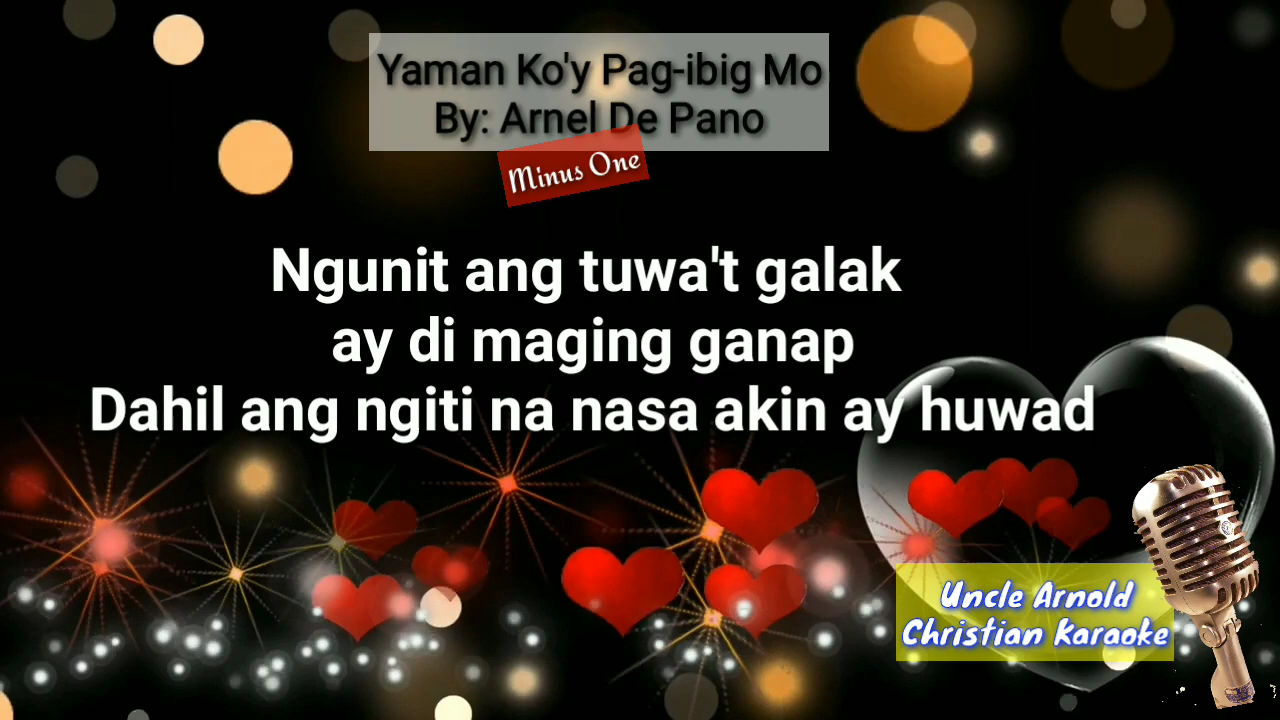 Yaman Ko'y Pag-ibig Mo
By: Arnel De Pano
Minus One
Ngunit ang tuwa't galak
ay di maging ganap
Dahil ang ngiti na nasa akin ay huwad
Uncle Arnold
Christian Karaoke